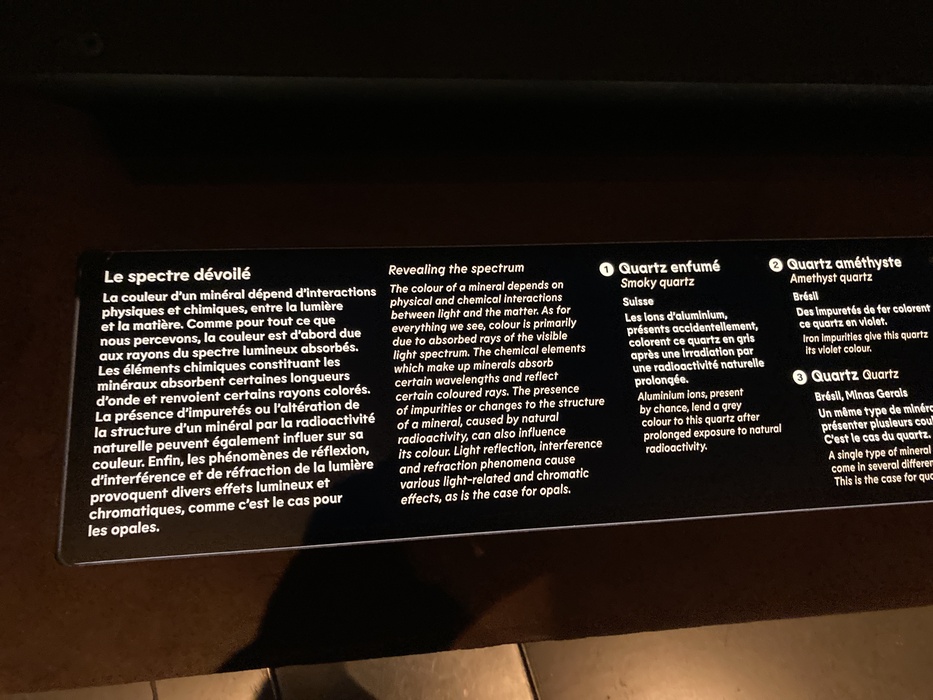 Le spectre dévoilé
La couleur d'un minéral dépend d'interactions
physiques et chimiques, entre la lumière
et la matière. Comme pour tout ce que
nous percevons, la couleur est d'abord due
aux rayons du spectre lumineux absorbés.
Les éléments chimiques constituant les
minéraux absorbent certaines longueurs
d'onde et renvoient certains rayons colorés.
La présence d'impuretés ou l'altération de
la structure d'un minéral par la radioactivité
naturelle peuvent également influer sur sa
couleur. Enfin, les phénomènes de réflexion,
d'interférence et de réfraction de la lumière
provoquent divers effets lumineux et
chromatiques, comme c'est le cas pour
les opales.
Revealing the spectrum
The colour of a mineral depends on
physical and chemical interactions
between light and the matter. As for
everything we see, colour is primarily
due to absorbed rays of the visible
light spectrum. The chemical elements
which make up minerals absorb
certain wavelengths and reflect
certain coloured rays. The presence
of impurities or changes to the structure
of a mineral, caused by natural
radioactivity, can also influence
its colour. Light reflection, interference
and refraction phenomena cause
various light-related and chromatic
effects, as is the case for opals.
1 Quartz enfumé
Smoky quartz
Suisse
Les ions d'aluminium,
présents accidentellement,
colorent ce quartz en gris
après une irradiation par
une radioactivité naturelle
prolongée.
Aluminium ions, present
by chance, lend a grey
colour to this quartz after
prolonged exposure to natural
radioactivity.
2 Quartz améthyste
Amethyst quartz
Brésil
Des impuretés de fer colorent
ce quartz en violet.
Iron impurities give this quartz
its violet colour.
3 Quartz Quartz
Brésil, Minas Gerais
Un même type de
présenter plusieurs
C'est le cas du quartz.
A single type of mineral
come in several
This is the case for